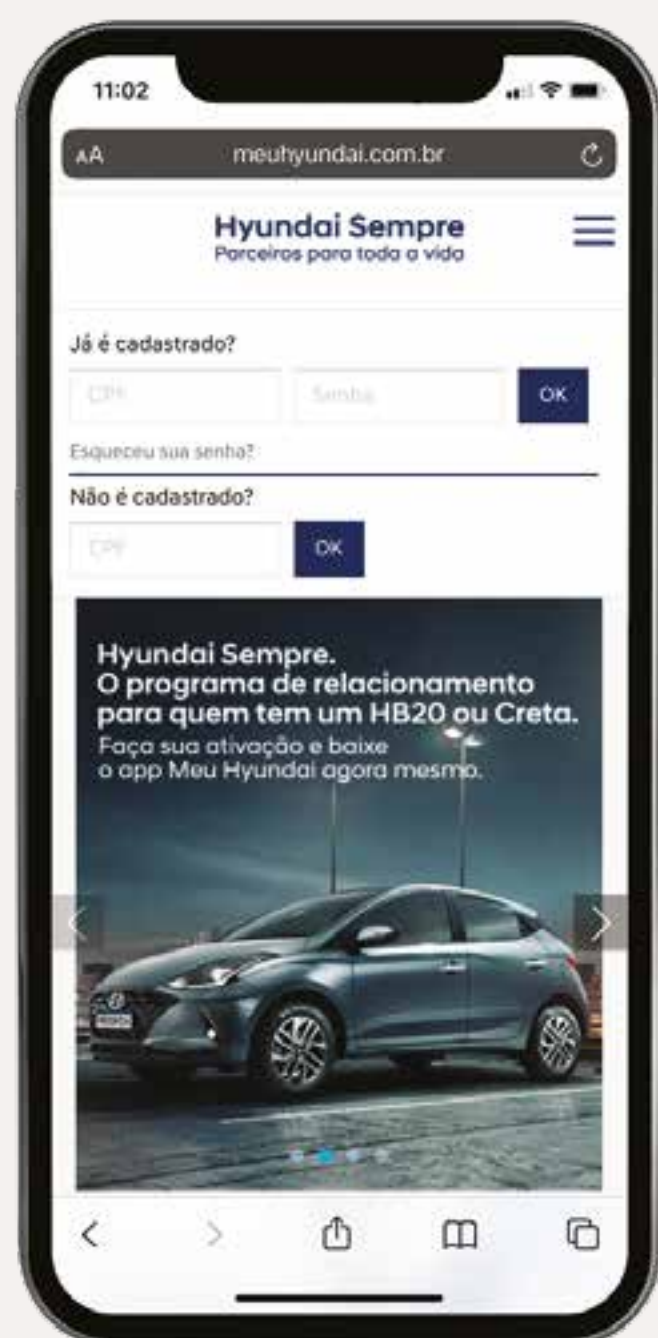 11:02
AA meuhyundai.com.br
Hyundai Sempre
Parceiros para toda a vida
Já é cadastrado?
CPF Senha OK
Esqueceu sua senha?
Não é cadastrado?
CPF OK
Hyundai Sempre.
O programa de relacionamento
para quem tem um HB20 ou Creta.
Faça sua ativação e baixe
o app Meu Hyundai agora mesmo.